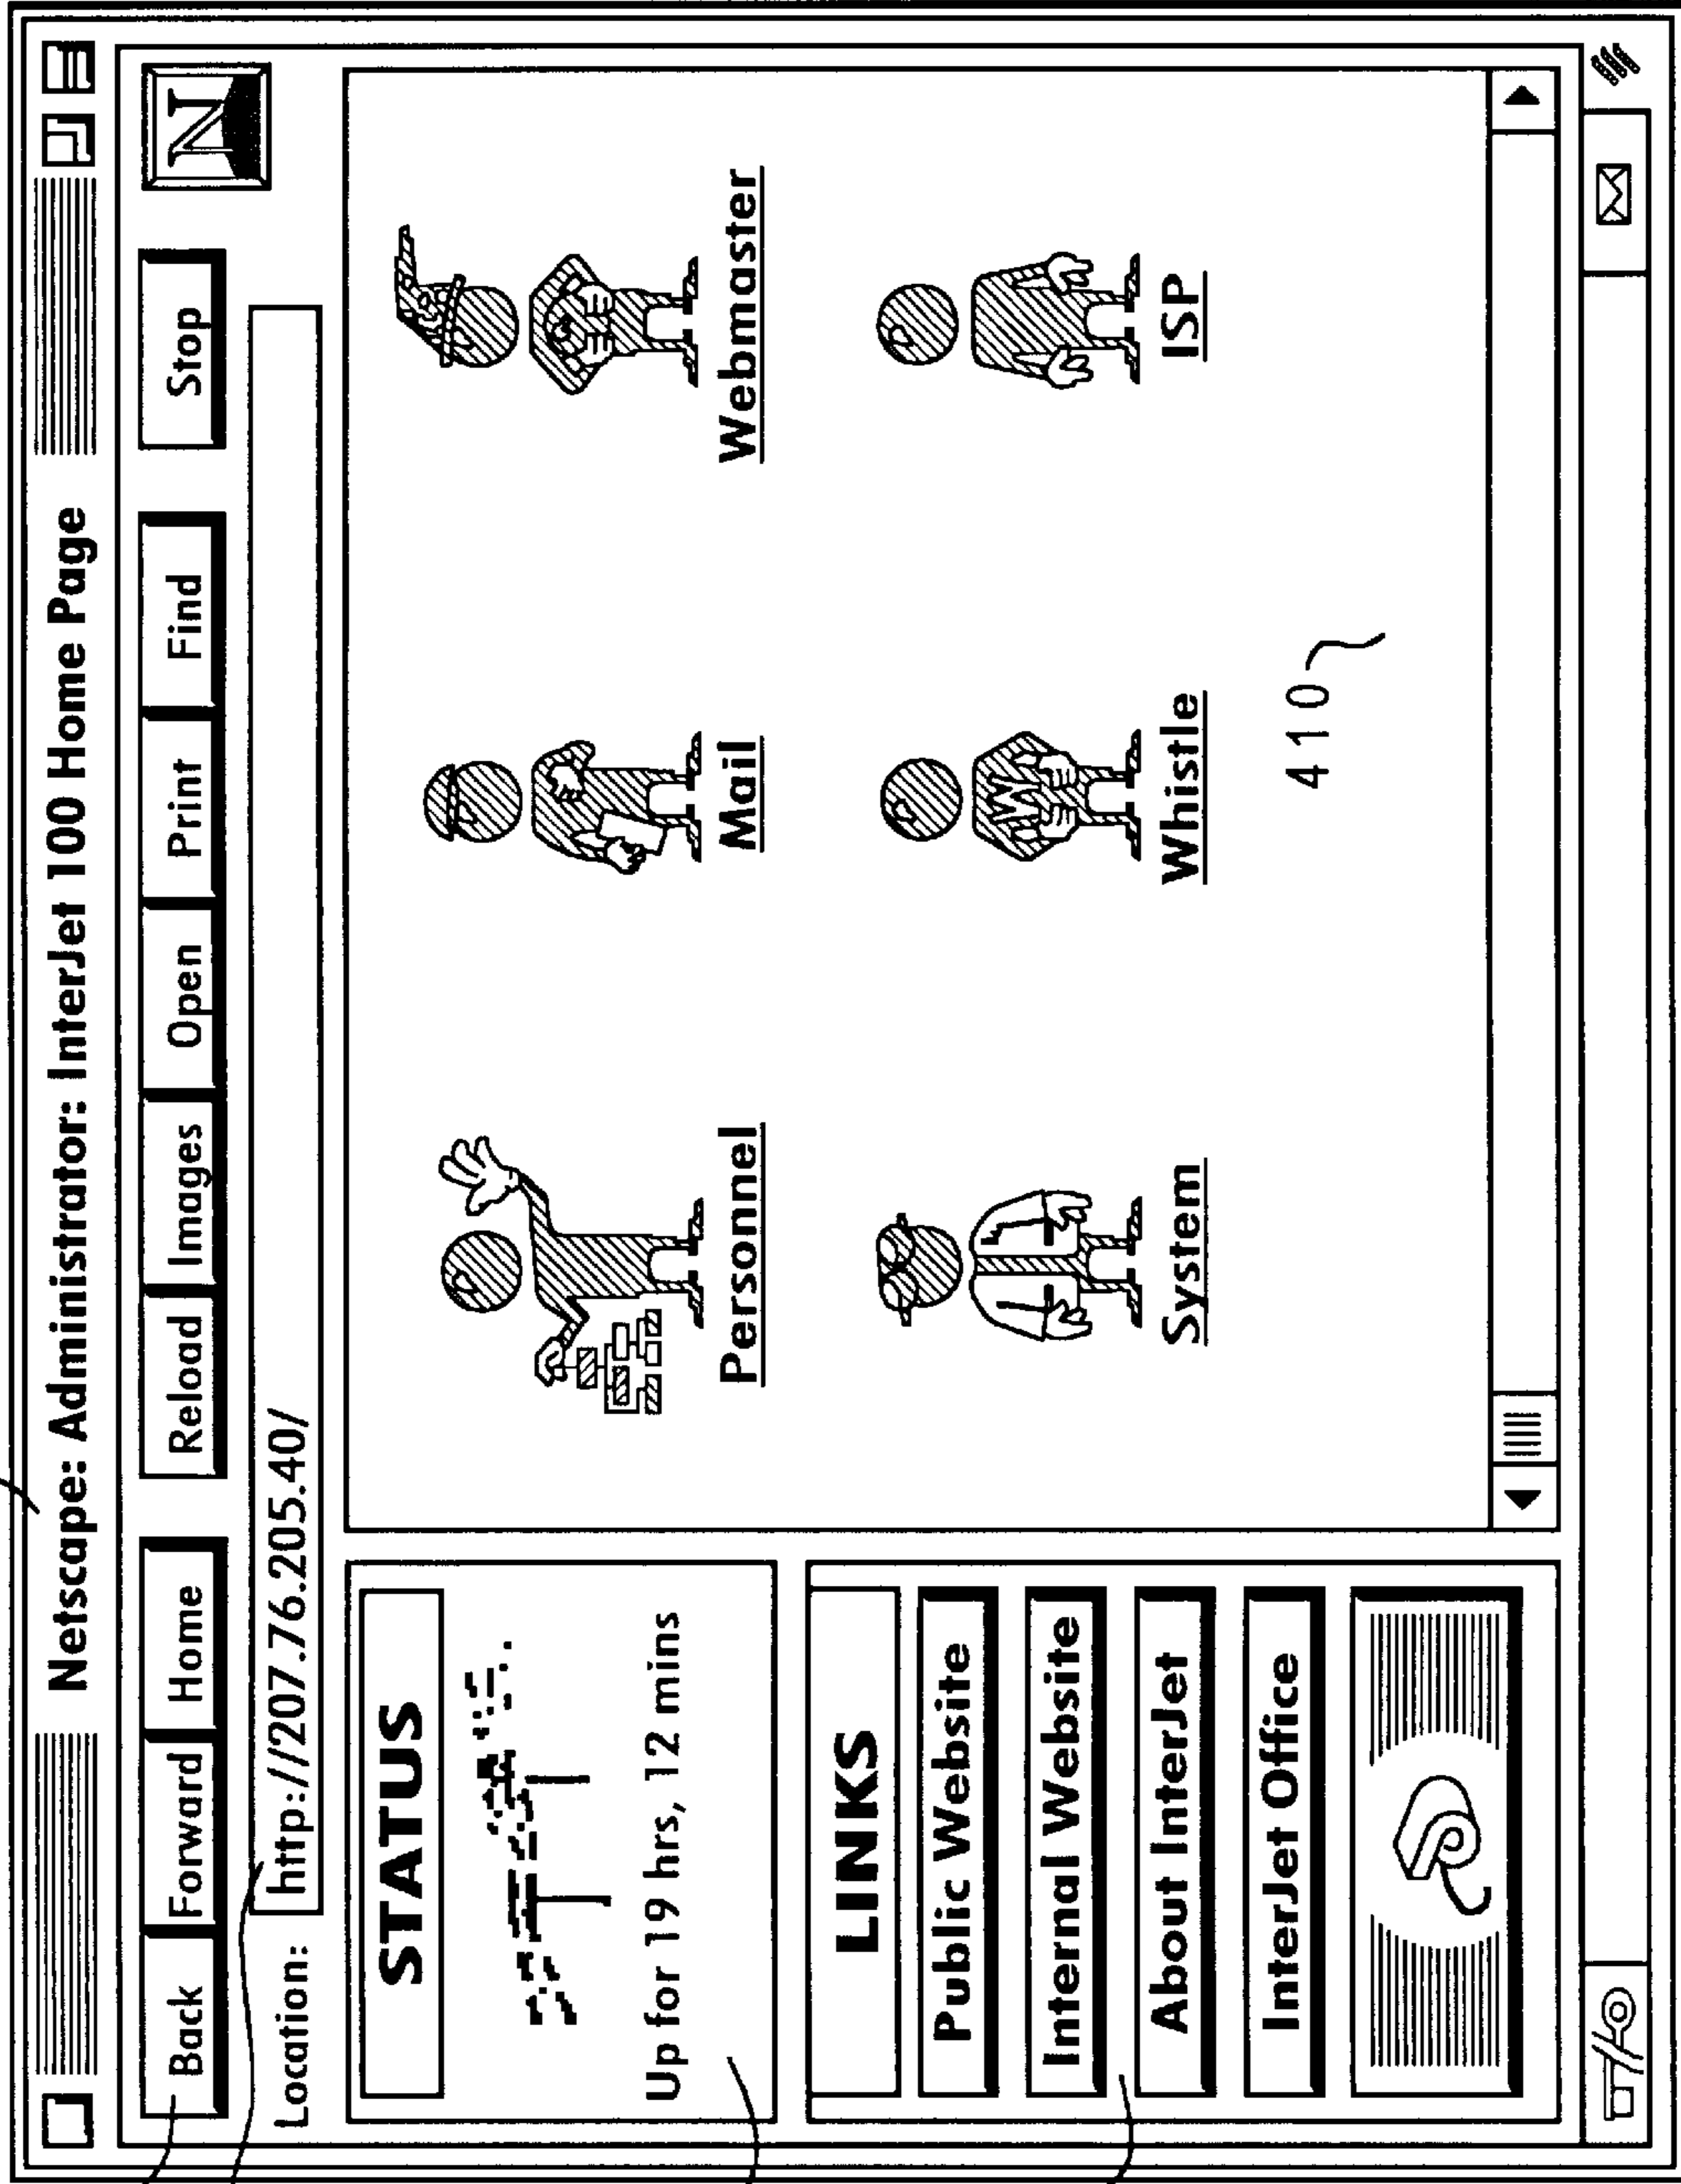 Netscape: Administrator: InterJet 100 Home Page
Back Forward Home Reload Images Open Print Find Stop
N
Location: http://207.76.205.40/
STATUS
Up for 19 hrs, 12 mins
LINKS
Public Website
Internal Website
About InterJet
InterJet Office
Personnel Mail Webmaster
W
System Whistle ISP
410